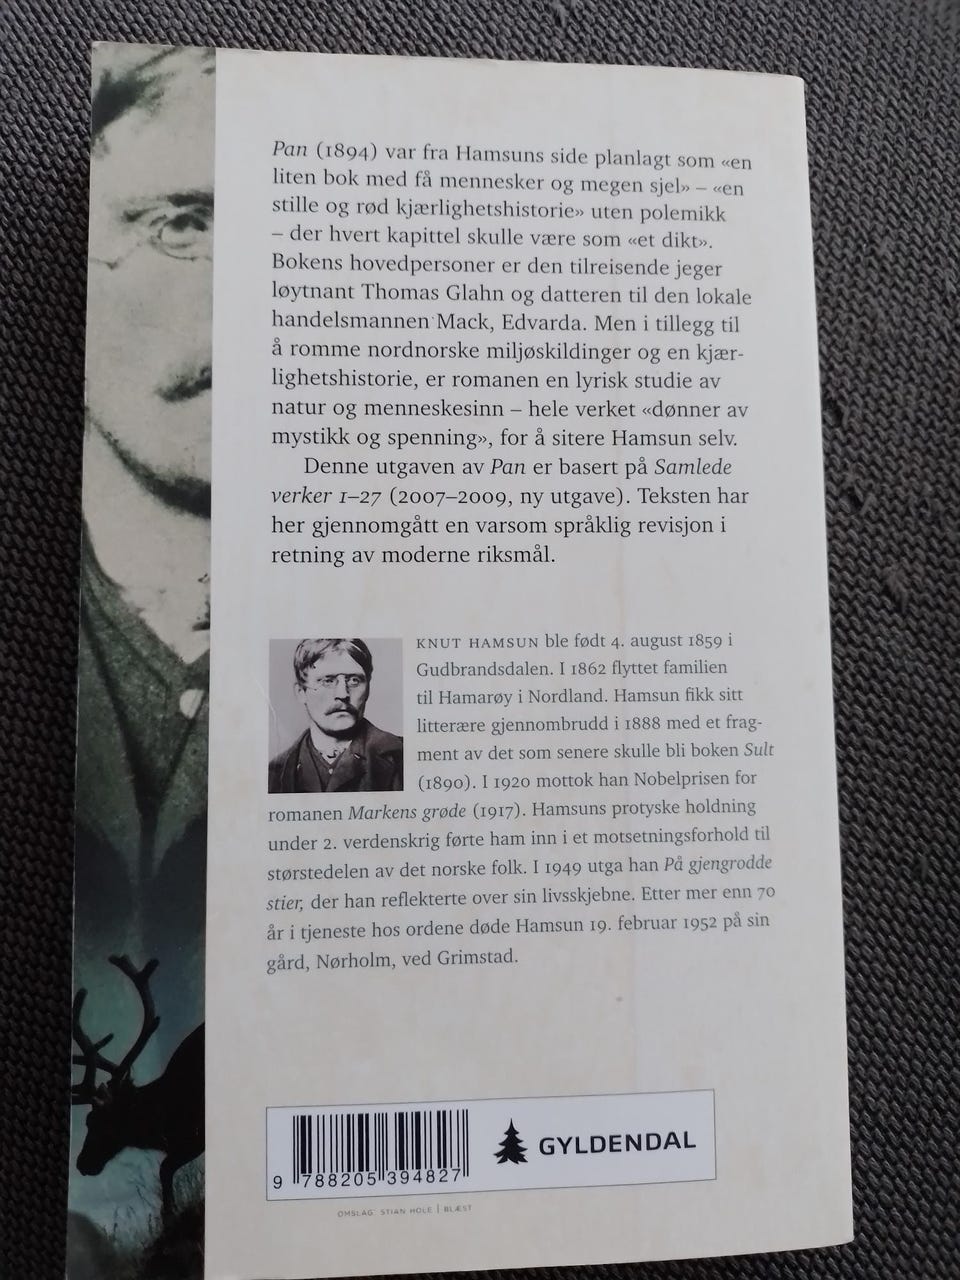 Pan (1894) var fra Hamsuns side planlagt som «en
liten bok med få mennesker og megen sjel» – «en
stille og rød kjærlighetshistorie» uten polemikk
– der hvert kapittel skulle være som «et dikt».
Bokens hovedpersoner er den tilreisende jeger
løytnant Thomas Glahn og datteren til den lokale
handelsmannen Mack, Edvarda. Men i tillegg til
å romme nordnorske miljøskildinger og en kjær-
lighetshistorie, er romanen en lyrisk studie av
natur og menneskesinn – hele verket «dønner av
mystikk og spenning», for å sitere Hamsun selv.
Denne utgaven av Pan er basert på Samlede
verker 1–27 (2007–2009, ny utgave). Teksten har
her gjennomgått en varsom språklig revisjon i
retning av moderne riksmål.
KNUT HAMSUN ble født 4. august 1859 i
Gudbrandsdalen. I 1862 flyttet familien
til Hamarøy i Nordland. Hamsun fikk sitt
litterære gjennombrudd i 1888 med et frag-
ment av det som senere skulle bli boken Sult
(1890). I 1920 mottok han Nobelprisen for
romanen Markens grøde (1917). Hamsuns protyske holdning
under 2. verdenskrig førte ham inn i et motsetningsforhold til
størstedelen av det norske folk. I 1949 utga han På gjengrodde
stier, der han reflekterte over sin livsskjebne. Etter mer enn 70
år i tjeneste hos ordene døde Hamsun 19. februar 1952 på sin
gård, Nørholm, ved Grimstad.
GYLDENDAL
9 788205 394827
OMSLAG: STIAN HOLE | BLÆST